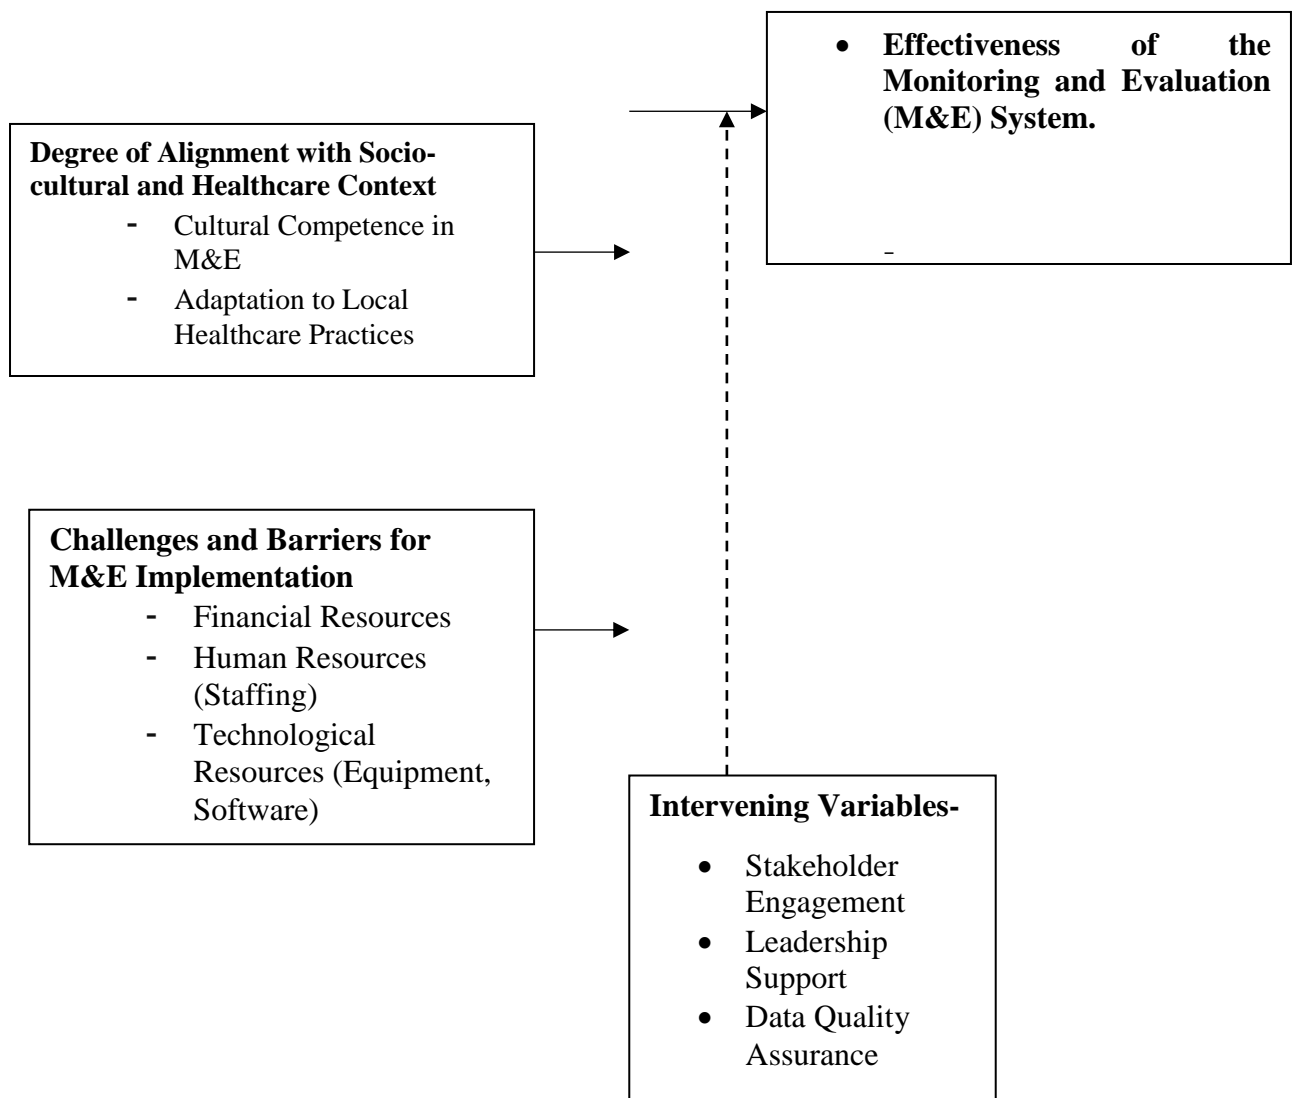 • Effectiveness of the
Monitoring and Evaluation
(M&E) System.
-
Degree of Alignment with Socio-
cultural and Healthcare Context
- Cultural Competence in
M&E
- Adaptation to Local
Healthcare Practices
Challenges and Barriers for
M&E Implementation
- Financial Resources
- Human Resources
(Staffing)
- Technological
Resources (Equipment,
Software)
Intervening Variables-
• Stakeholder
Engagement
• Leadership
Support
• Data Quality
Assurance